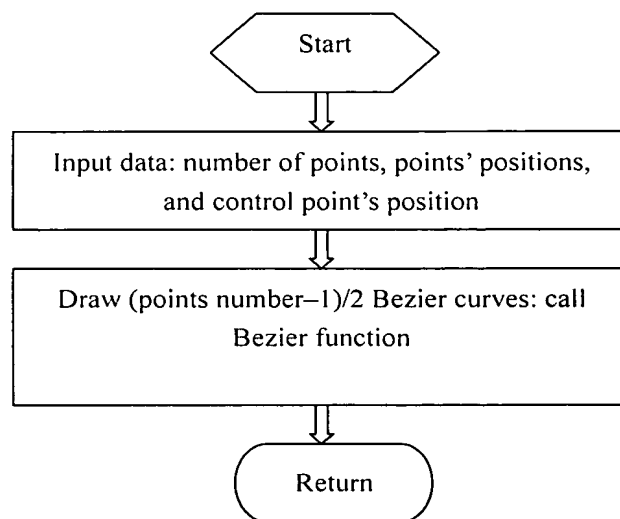 Start
Input data: number of points, points' positions,
and control point's position
Draw (points number–1)/2 Bezier curves: call
Bezier function
Return